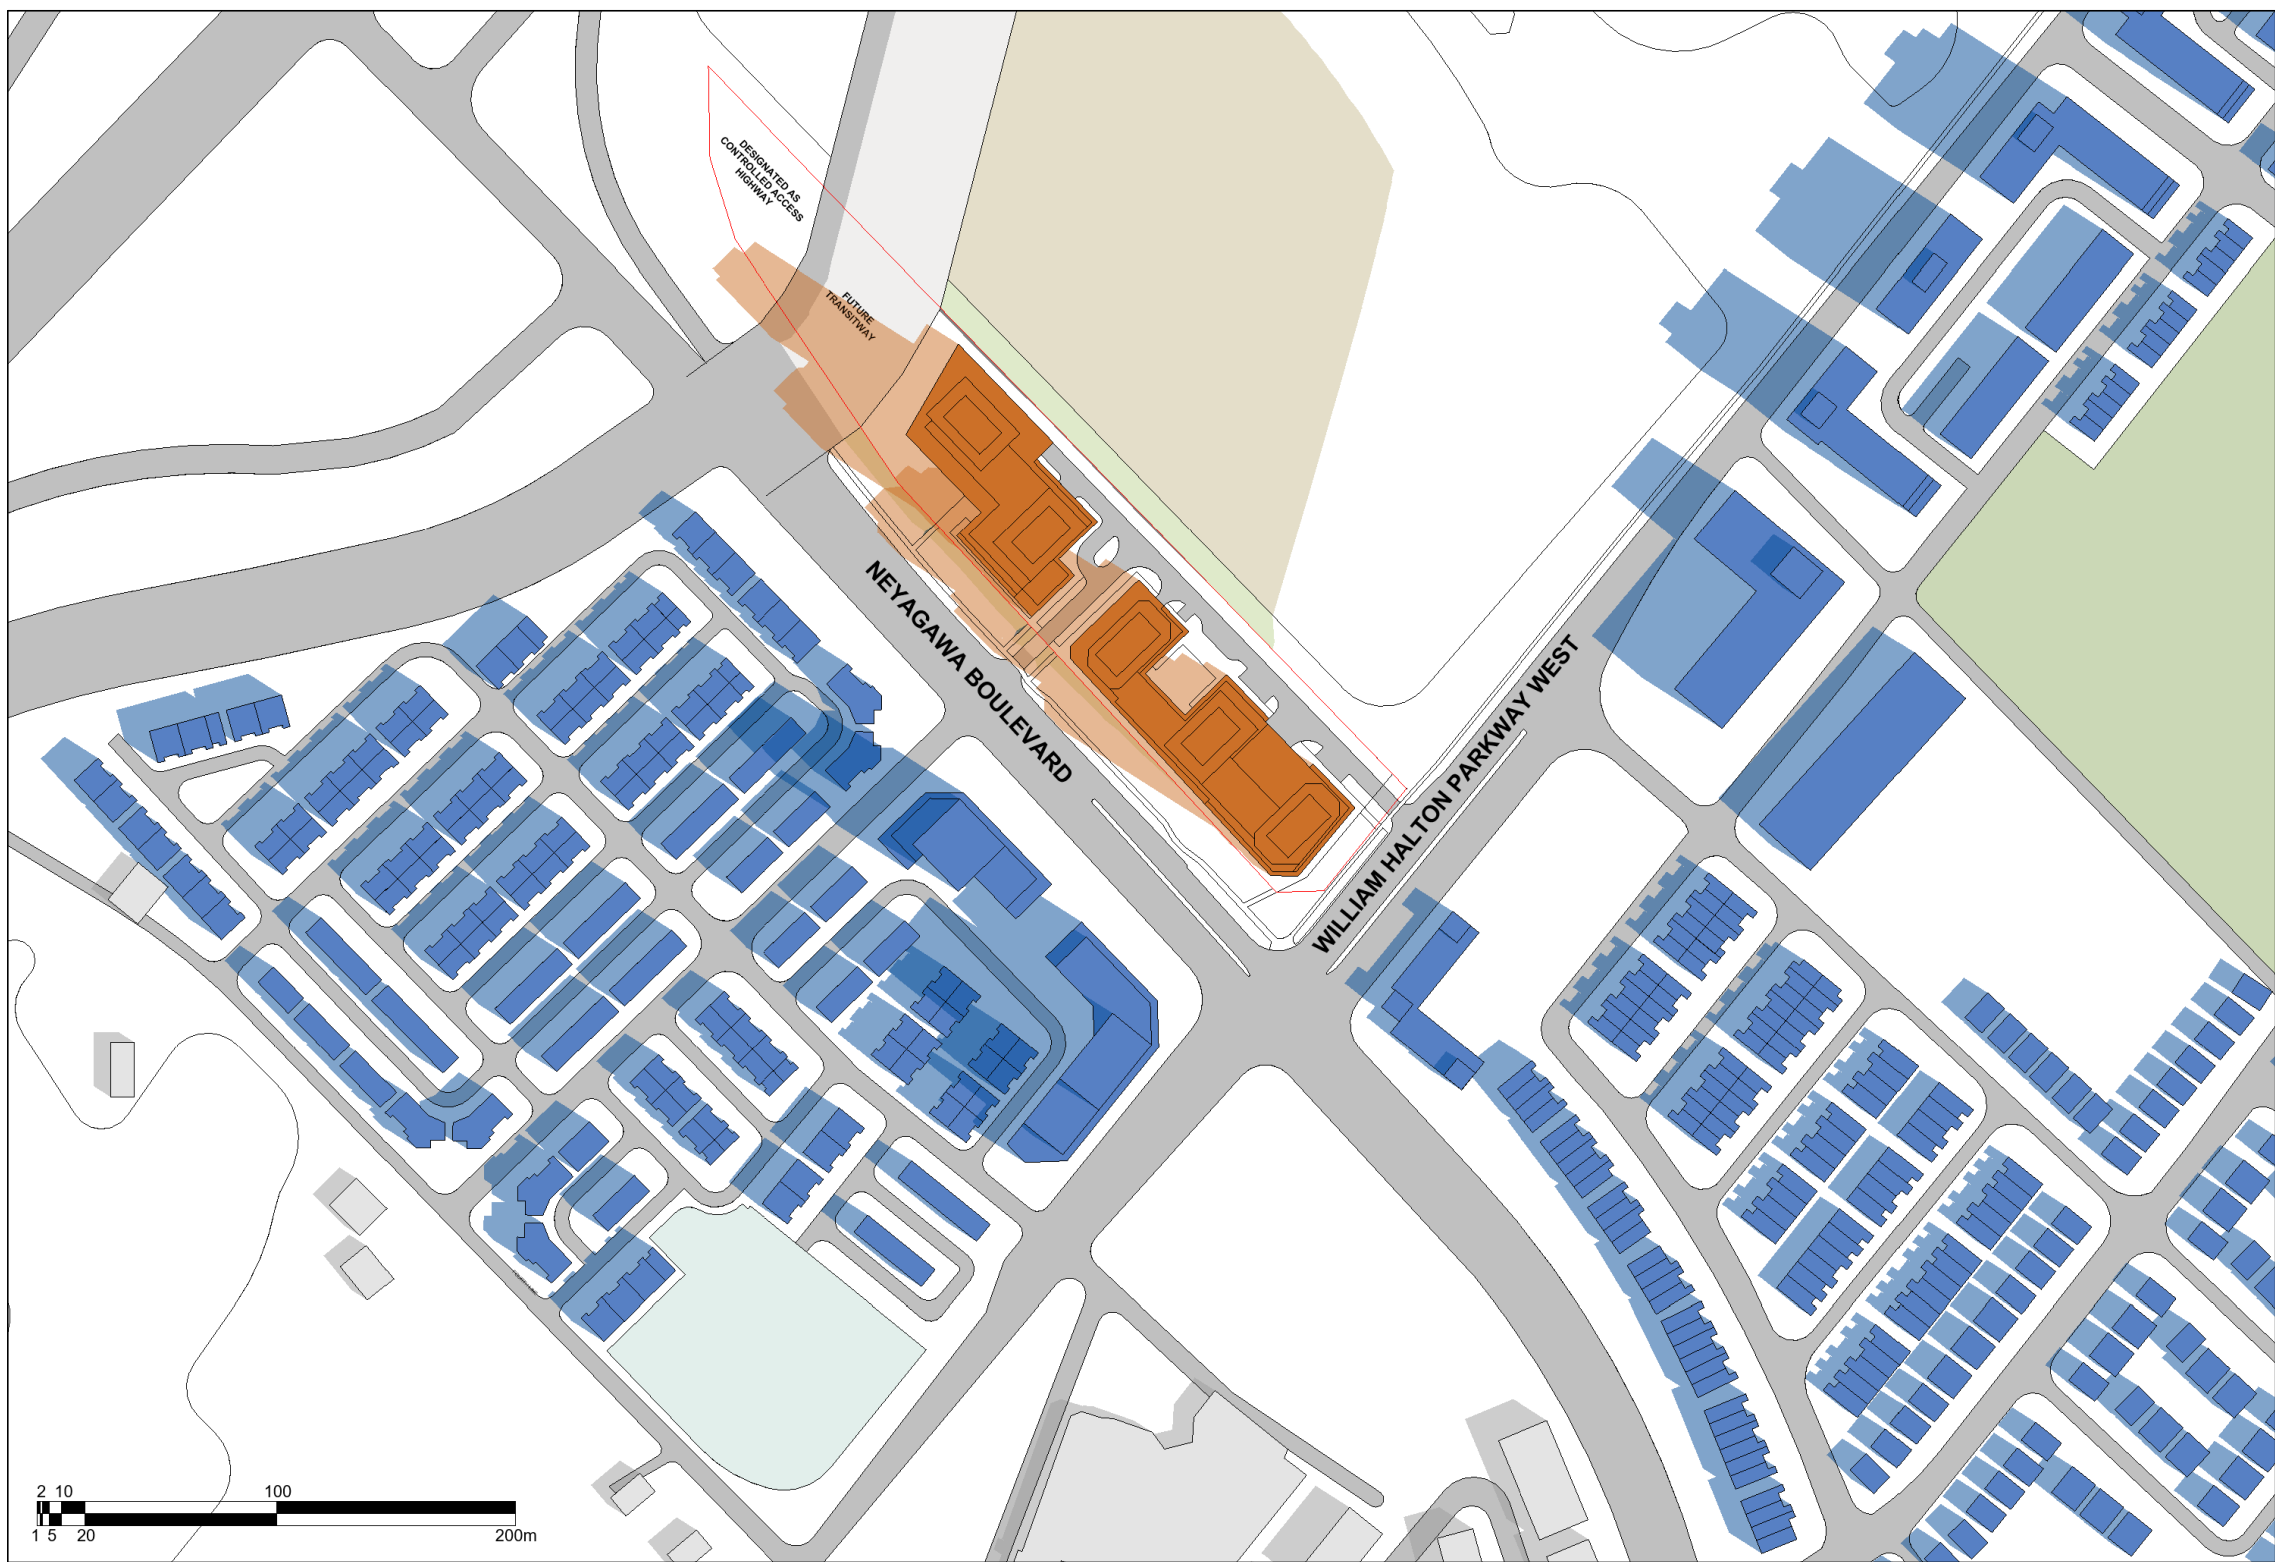 DESIGNATED AS
CONTROLLED ACCESS
HIGHWAY
FUTURE
TRANSITWAY
NEYAGAWA BOULEVARD
WILLIAM HALTON PARKWAY WEST
2 10 100
1 5 20 200m